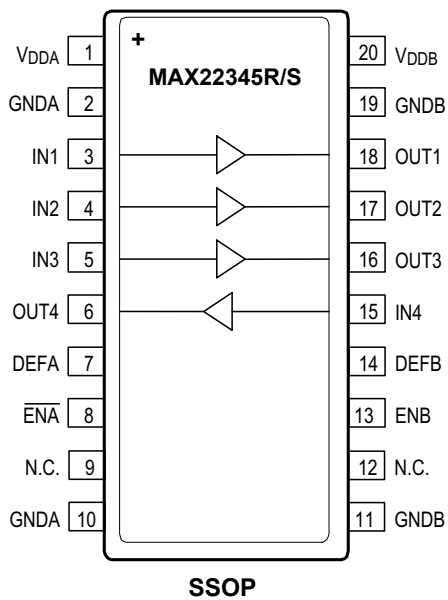 +
MAX22345R/S
VDDA 1 20 VDDB
GNDA 2 19 GNDB
IN1 3 18 OUT1
IN2 4 17 OUT2
IN3 5 16 OUT3
OUT4 6 15 IN4
DEFA 7 14 DEFB
E̅N̅A̅ 8 13 ENB
N.C. 9 12 N.C.
GNDA 10 11 GNDB
SSOP